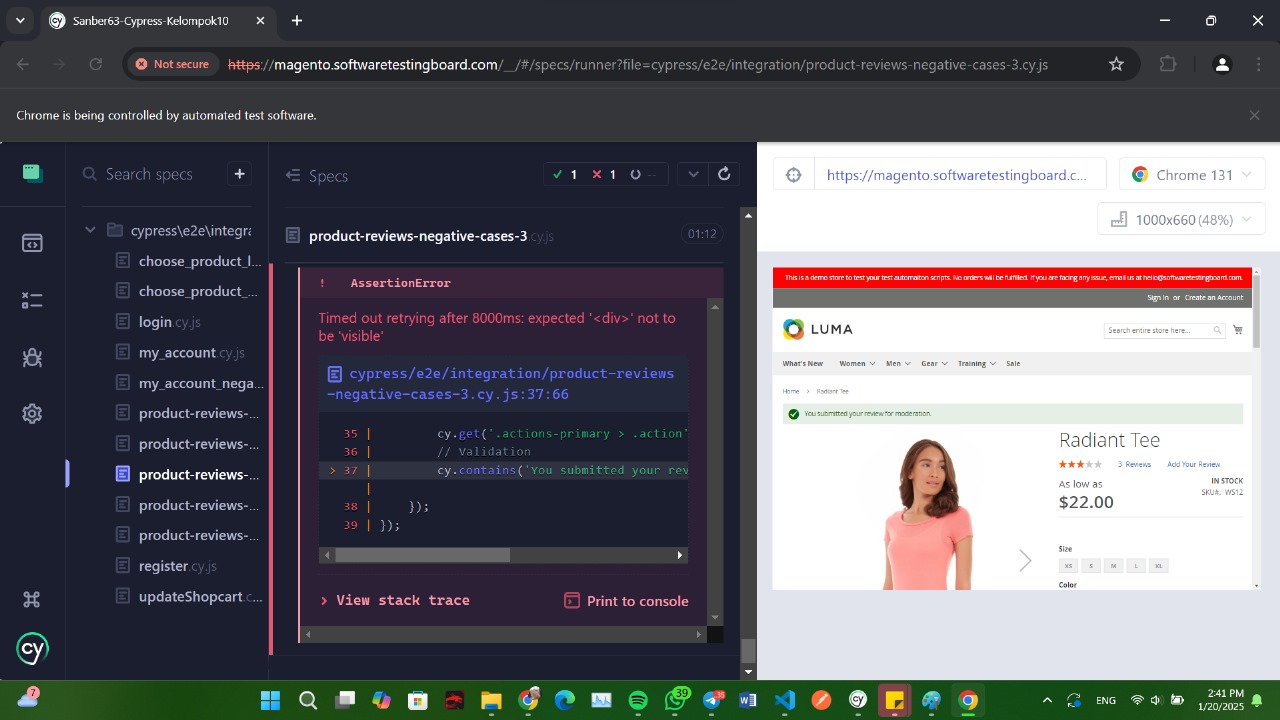 Sanber63-Cypress-Kelompok10
Not secure
https://magento.softwaretestingboard.com/__/#/specs/runner?file=cypress/e2e/integration/product-reviews-negative-cases-3.cy.js
Chrome is being controlled by automated test software.
Search specs
+
Specs
1
1
--
https://magento.softwaretestingboard.c...
Chrome 131
1000x660 (48%)
cypress\e2e\integra
choose_product_l...
choose_product_...
login.cy.js
my_account.cy.js
my_account_nega...
product-reviews-...
product-reviews-...
product-reviews-...
product-reviews-...
product-reviews-...
register.cy.js
updateShopcart.c...
product-reviews-negative-cases-3.cy.js
01:12
! AssertionError
Timed out retrying after 8000ms: expected '<div>' not to
be 'visible'
cypress/e2e/integration/product-reviews
-negative-cases-3.cy.js:37:66
35 | cy.get('.actions-primary > .action'
36 | // Validation
> 37 | cy.contains('You submitted your rev
|
38 | });
39 | });
> View stack trace
Print to console
This is a demo store to test your test automaiton scripts. No orders will be fulfilled. If you are facing any issue, email us at hello@softwaretestingboard.com.
Sign In or Create an Account
LUMA
Search entire store here...
What's New Women Men Gear Training Sale
Home > Radiant Tee
You submitted your review for moderation.
Radiant Tee
3 Reviews Add Your Review
As low as
$22.00
IN STOCK
SKU#: WS12
Size
XS S M L XL
Color
cy
7
39
35
ENG
2:41 PM
1/20/2025